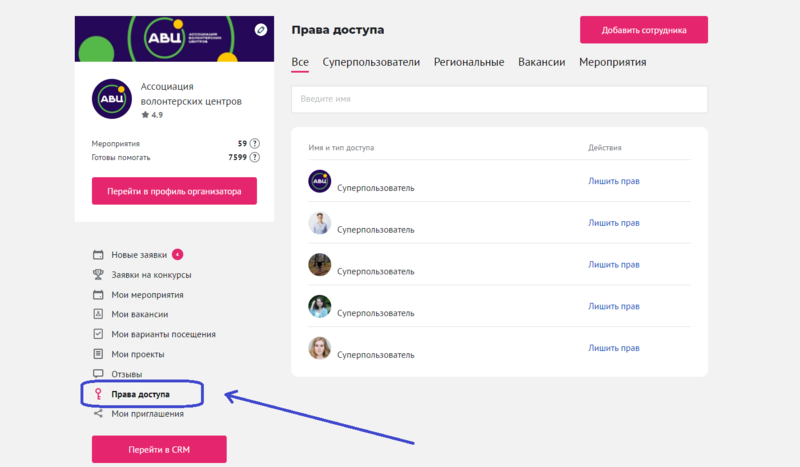 АВЦ АССОЦИАЦИЯ
ВОЛОНТЕРСКИХ
ЦЕНТРОВ
АВЦ
Ассоциация
волонтерских центров
4.9
Мероприятия 59 ?
Готовы помогать 7599 ?
Перейти в профиль организатора
Новые заявки 4
Заявки на конкурсы
Мои мероприятия
Мои вакансии
Мои варианты посещения
Мои проекты
Отзывы
Права доступа
Мои приглашения
Перейти в CRM
Права доступа
Добавить сотрудника
Все Суперпользователи Региональные Вакансии Мероприятия
Введите имя
Имя и тип доступа Действия
АВЦ Суперпользователь Лишить прав
Суперпользователь Лишить прав
Суперпользователь Лишить прав
Суперпользователь Лишить прав
Суперпользователь Лишить прав